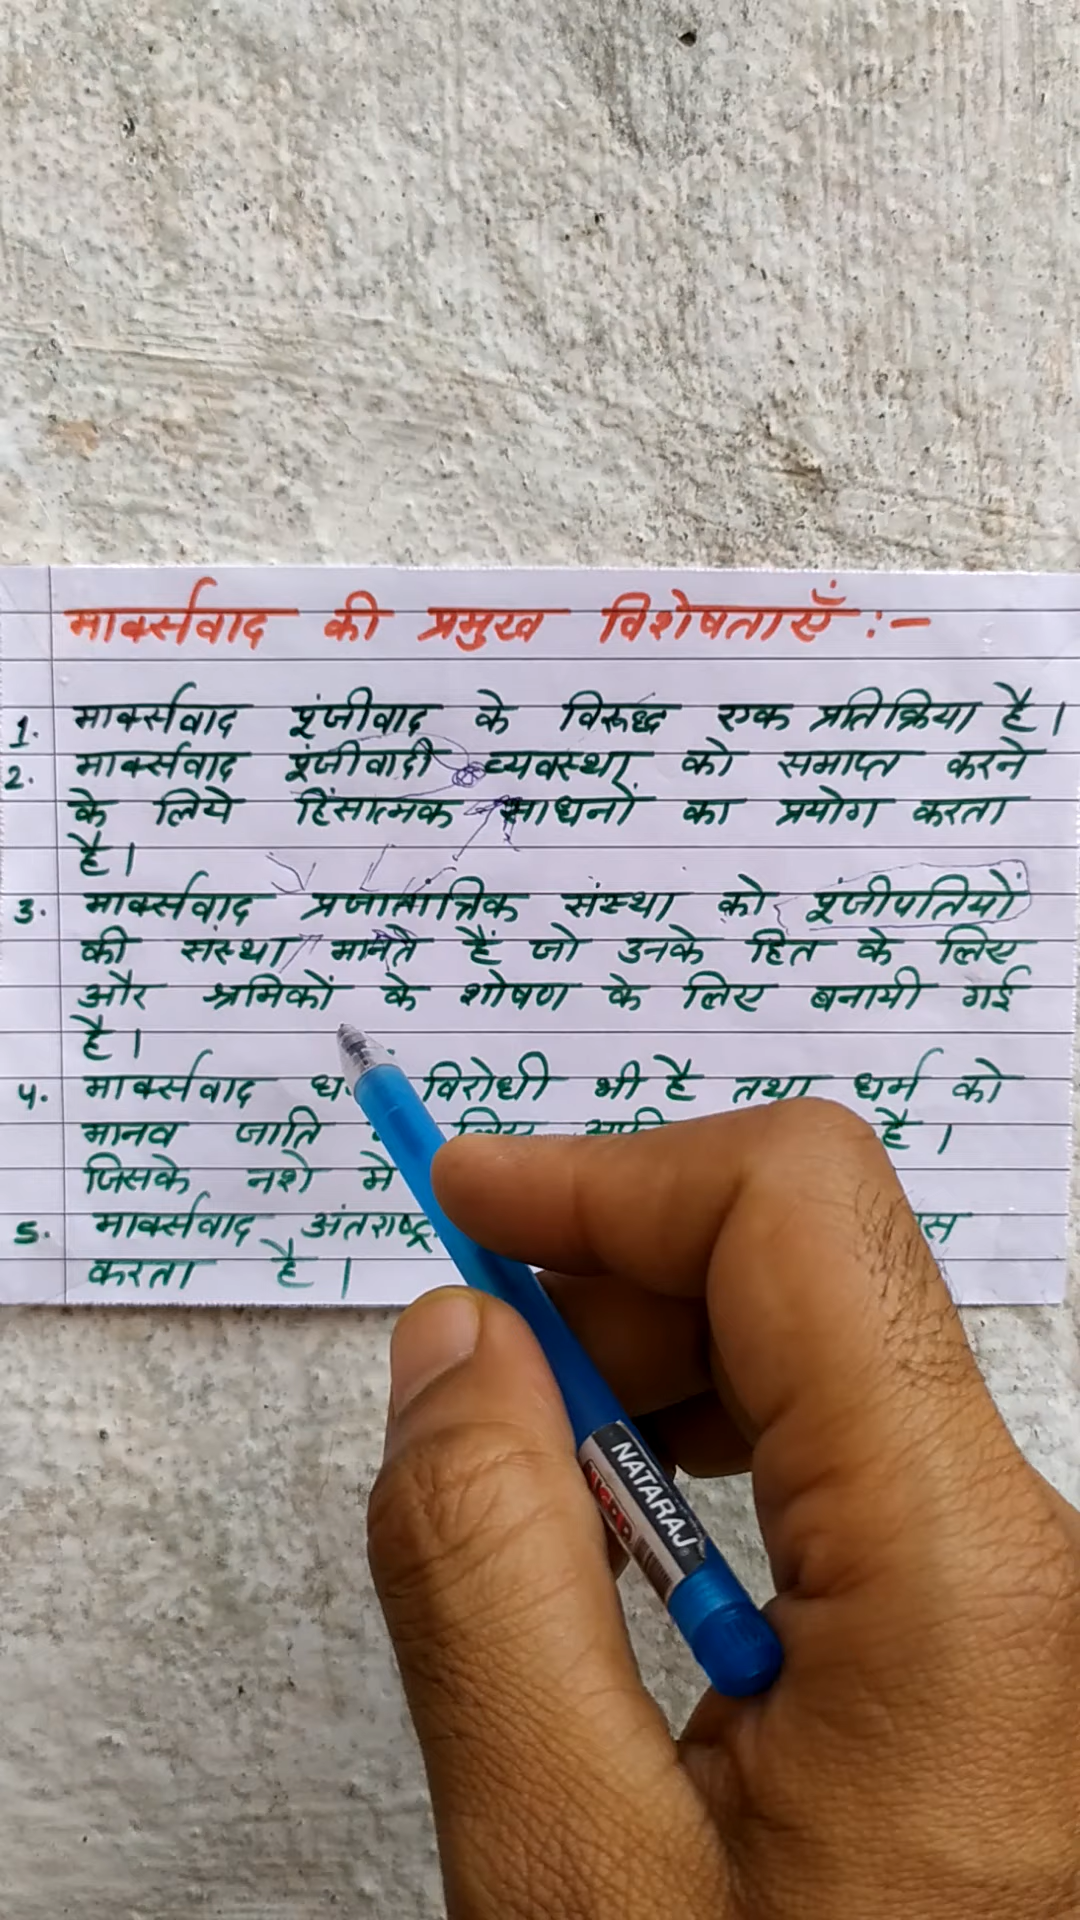 मार्क्सवाद की प्रमुख विशेषताएँ :-
1. मार्क्सवाद पूंजीवाद के विरूद्ध एक प्रतिक्रिया है।
2. मार्क्सवाद पूंजीवादी व्यवस्था को समाप्त करने
के लिये हिंसात्मक साधनों का प्रयोग करता
है।
3. मार्क्सवाद प्रजातांत्रिक संस्था को पूंजीपतियों
की संस्था मानते हैं जो उनके हित के लिए
और श्रमिकों के शोषण के लिए बनायी गई
है।
4. मार्क्सवाद विरोधी भी है तथा धर्म को
मानव जाति लिए है।
जिसके नशे में
5. मार्क्सवाद
करता है।
NATARAJ